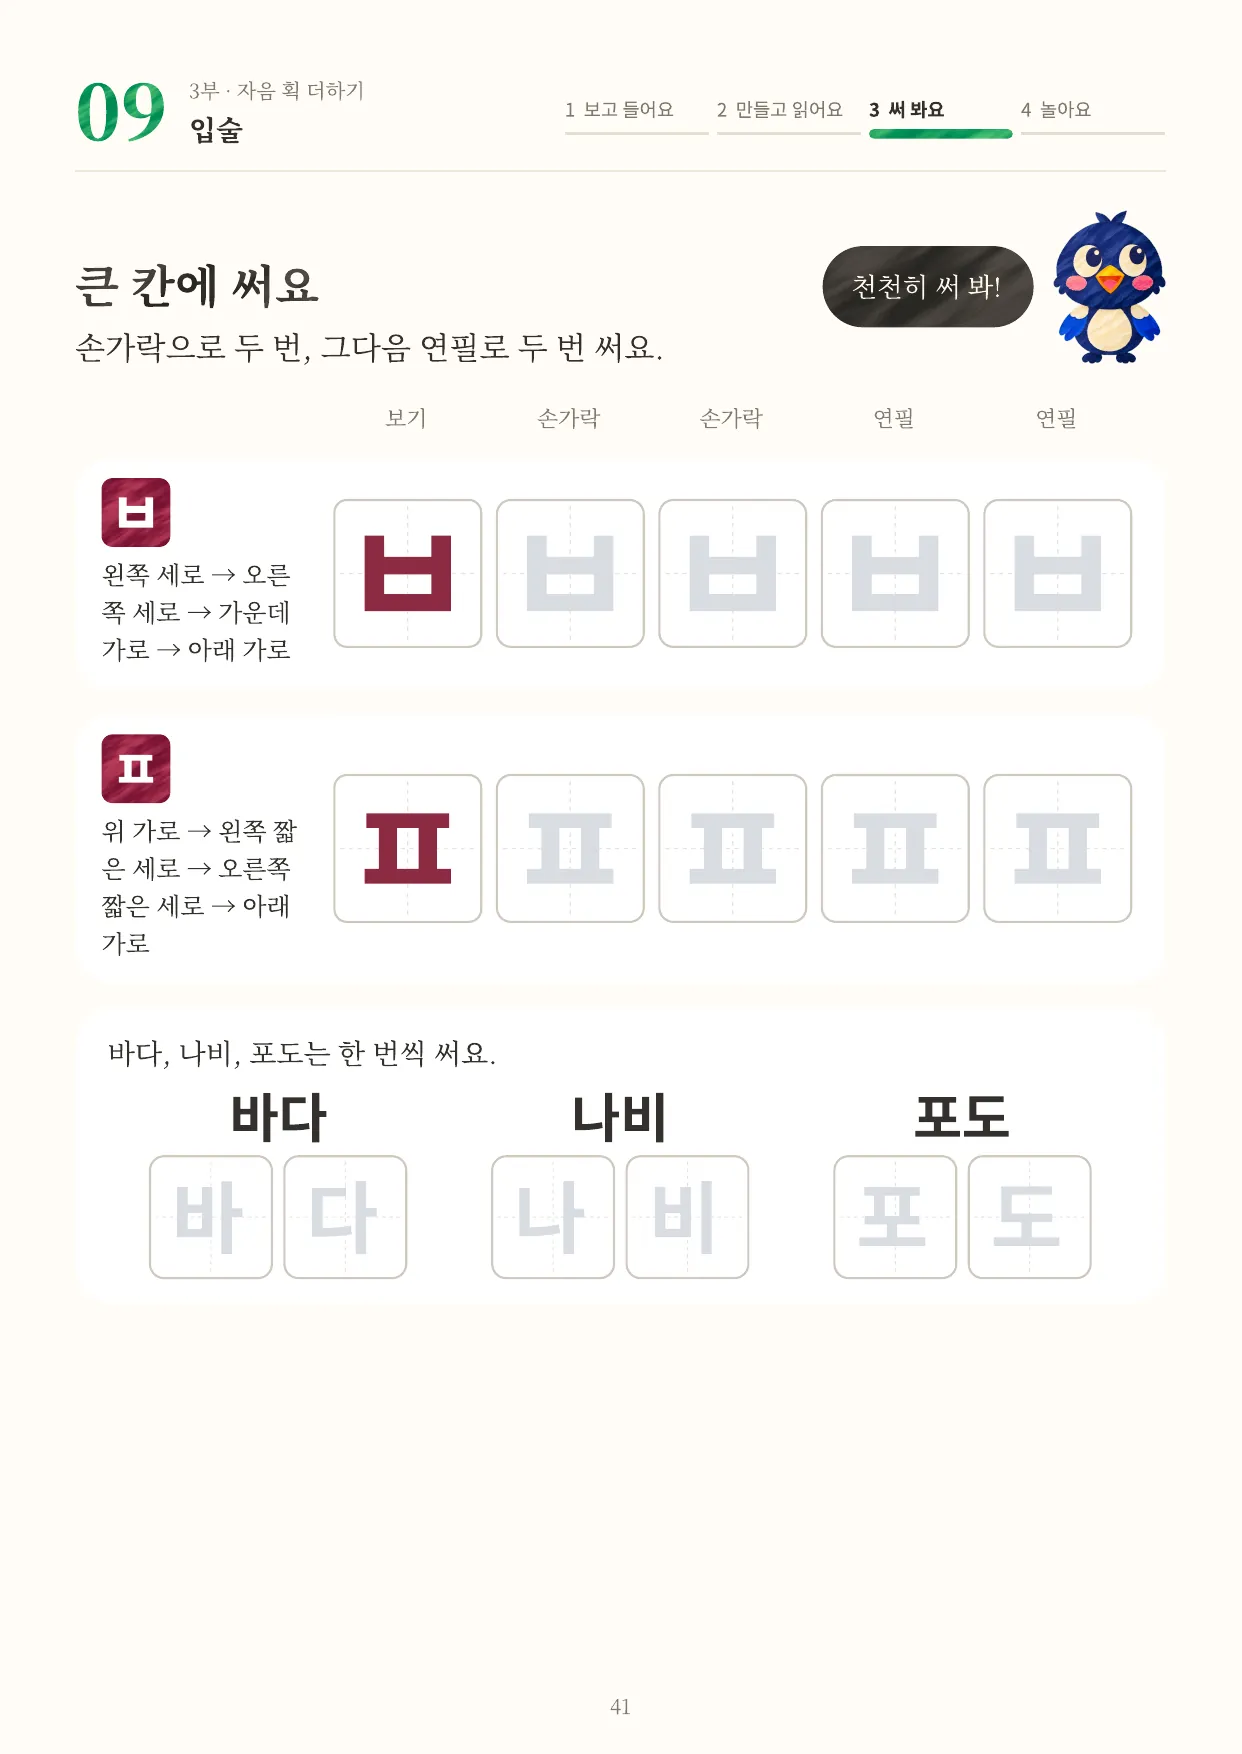 09
3부 · 자음 획 더하기
입술
1 보고 들어요
2 만들고 읽어요
3 써 봐요
4 놀아요
큰 칸에 써요
손가락으로 두 번, 그다음 연필로 두 번 써요.
천천히 써 봐!
보기 손가락 손가락 연필 연필
ㅂ
왼쪽 세로 → 오른
쪽 세로 → 가운데
가로 → 아래 가로
ㅂ ㅂ ㅂ ㅂ ㅂ
ㅍ
위 가로 → 왼쪽 짧
은 세로 → 오른쪽
짧은 세로 → 아래
가로
ㅍ ㅍ ㅍ ㅍ ㅍ
바다, 나비, 포도는 한 번씩 써요.
바다 나비 포도
바 다 나 비 포 도
41